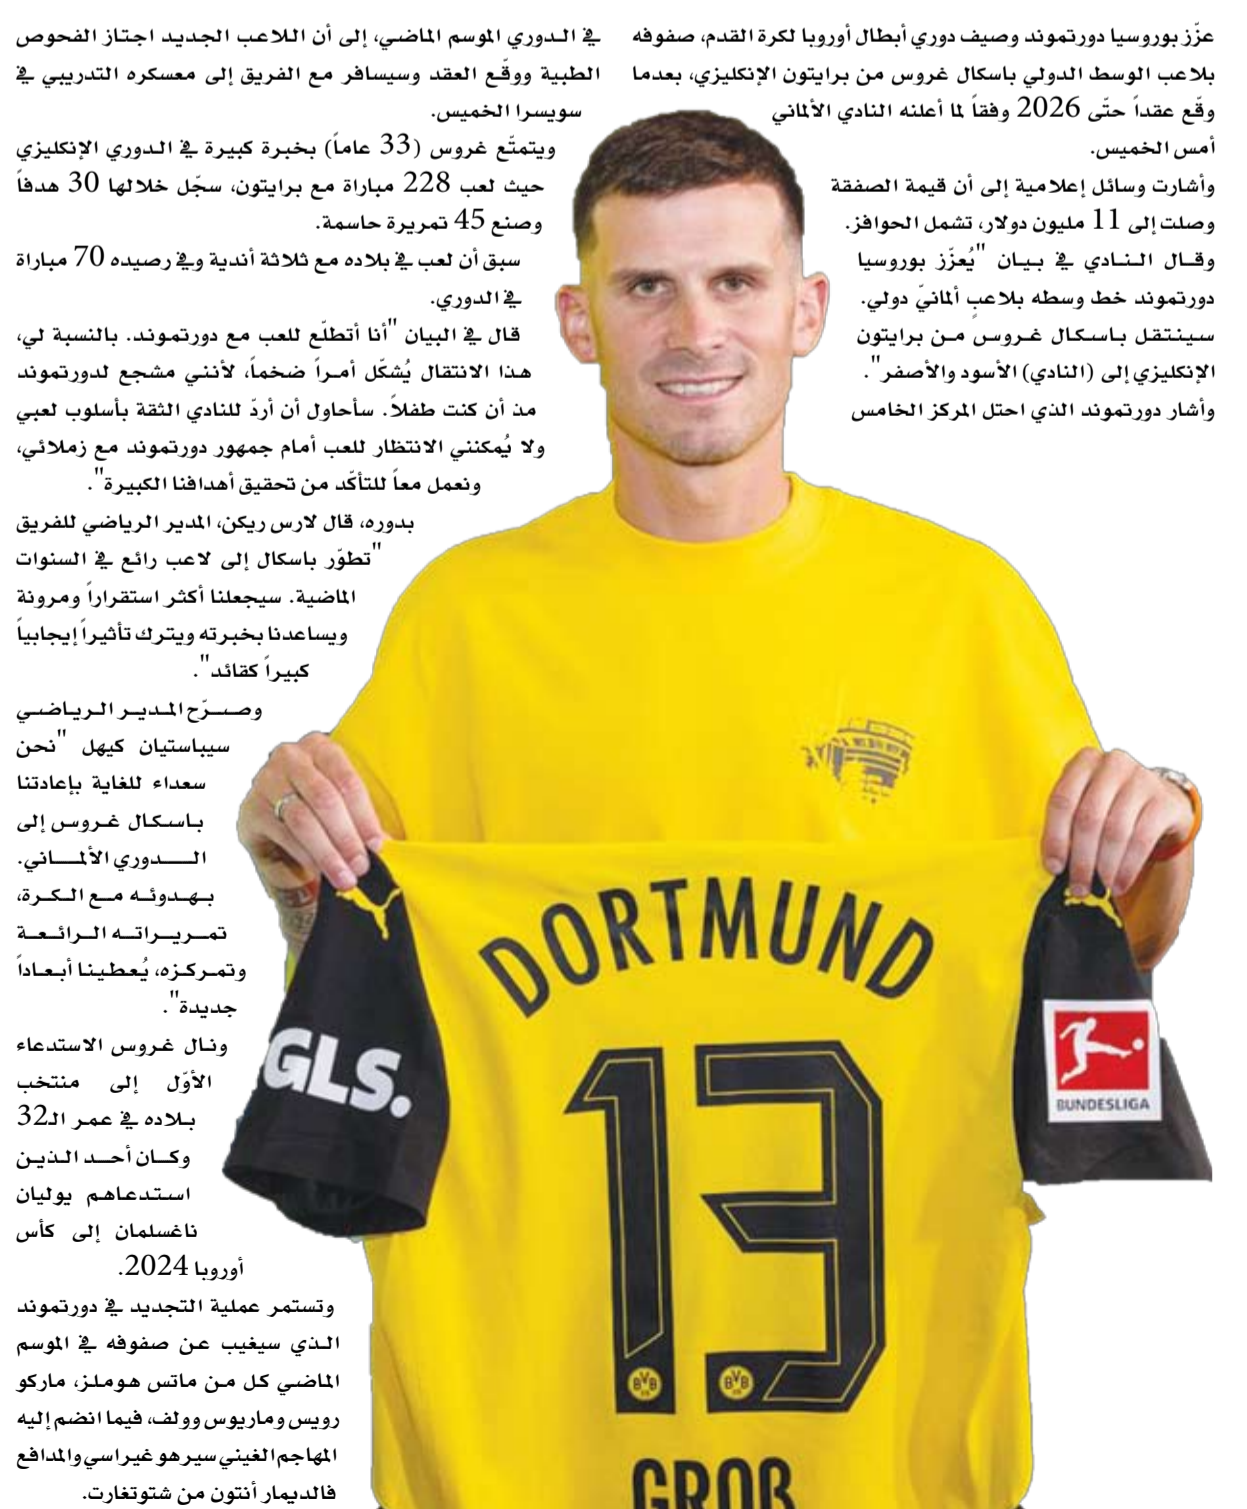 عزّز بوروسيا دورتموند وصيف دوري أبطال أوروبا لكرة القدم، صفوفه
بلاعب الوسط الدولي باسكال غروس من برايتون الإنكليزي، بعدما
وقّع عقداً حتّى 2026 وفقاً لما أعلنه النادي الألماني
أمس الخميس.
وأشارت وسائل إعلامية إلى أن قيمة الصفقة
وصلت إلى 11 مليون دولار، تشمل الحوافز.
وقال النادي في بيان "يُعزّز بوروسيا
دورتموند خط وسطه بلاعبٍ ألمانيّ دولي.
سينتقل باسكال غروس من برايتون
الإنكليزي إلى (النادي) الأسود والأصفر".
وأشار دورتموند الذي احتل المركز الخامس
في الدوري الموسم الماضي، إلى أن اللاعب الجديد اجتاز الفحوص
الطبية ووقّع العقد وسيسافر مع الفريق إلى معسكره التدريبي في
سويسرا الخميس.
ويتمتّع غروس (33 عاماً) بخبرة كبيرة في الدوري الإنكليزي
حيث لعب 228 مباراة مع برايتون، سجّل خلالها 30 هدفاً
وصنع 45 تمريرة حاسمة.
سبق أن لعب في بلاده مع ثلاثة أندية وفي رصيده 70 مباراة
في الدوري.
قال في البيان "أنا أتطلّع للعب مع دورتموند. بالنسبة لي،
هذا الانتقال يُشكّل أمراً ضخماً، لأنني مشجع لدورتموند
مذ أن كنت طفلاً. سأحاول أن أردّ للنادي الثقة بأسلوب لعبي
ولا يُمكنني الانتظار للعب أمام جمهور دورتموند مع زملائي،
ونعمل معاً للتأكّد من تحقيق أهدافنا الكبيرة".
بدوره، قال لارس ريكن، المدير الرياضي للفريق
"تطوّر باسكال إلى لاعب رائع في السنوات
الماضية. سيجعلنا أكثر استقراراً ومرونة
ويساعدنا بخبرته ويترك تأثيراً إيجابياً
كبيراً كقائد".
وصرّح المدير الرياضي
سيباستيان كيهل "نحن
سعداء للغاية بإعادتنا
باسكال غروس إلى
الدوري الألماني.
بهدوئه مع الكرة،
تمريراته الرائعة
وتمركزه، يُعطينا أبعاداً
جديدة".
ونال غروس الاستدعاء
الأوّل إلى منتخب
بلاده في عمر الـ32
وكان أحد الذين
استدعاهم يوليان
ناغسلمان إلى كأس
أوروبا 2024.
وتستمر عملية التجديد في دورتموند
الذي سيغيب عن صفوفه في الموسم
الماضي كل من ماتس هوملز، ماركو
رويس وماريوس وولف، فيما انضم إليه
المهاجم الغيني سيرهو غيراسي والمدافع
فالديمار أنتون من شتوتغارت.
DORTMUND
GLS.
BUNDESLIGA
13
BVB
BVB
GROß